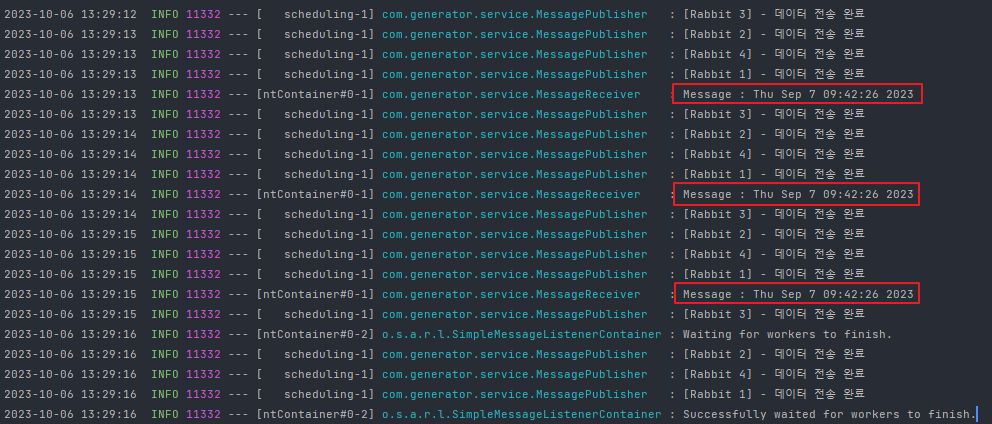 2023-10-06 13:29:12  INFO 11332 --- [   scheduling-1] com.generator.service.MessagePublisher   : [Rabbit 3] - 데이터 전송 완료
2023-10-06 13:29:13  INFO 11332 --- [   scheduling-1] com.generator.service.MessagePublisher   : [Rabbit 2] - 데이터 전송 완료
2023-10-06 13:29:13  INFO 11332 --- [   scheduling-1] com.generator.service.MessagePublisher   : [Rabbit 4] - 데이터 전송 완료
2023-10-06 13:29:13  INFO 11332 --- [   scheduling-1] com.generator.service.MessagePublisher   : [Rabbit 1] - 데이터 전송 완료
2023-10-06 13:29:13  INFO 11332 --- [ntContainer#0-1] com.generator.service.MessageReceiver    : Message : Thu Sep 7 09:42:26 2023
2023-10-06 13:29:13  INFO 11332 --- [   scheduling-1] com.generator.service.MessagePublisher   : [Rabbit 3] - 데이터 전송 완료
2023-10-06 13:29:14  INFO 11332 --- [   scheduling-1] com.generator.service.MessagePublisher   : [Rabbit 2] - 데이터 전송 완료
2023-10-06 13:29:14  INFO 11332 --- [   scheduling-1] com.generator.service.MessagePublisher   : [Rabbit 4] - 데이터 전송 완료
2023-10-06 13:29:14  INFO 11332 --- [   scheduling-1] com.generator.service.MessagePublisher   : [Rabbit 1] - 데이터 전송 완료
2023-10-06 13:29:14  INFO 11332 --- [ntContainer#0-1] com.generator.service.MessageReceiver    : Message : Thu Sep 7 09:42:26 2023
2023-10-06 13:29:14  INFO 11332 --- [   scheduling-1] com.generator.service.MessagePublisher   : [Rabbit 3] - 데이터 전송 완료
2023-10-06 13:29:15  INFO 11332 --- [   scheduling-1] com.generator.service.MessagePublisher   : [Rabbit 2] - 데이터 전송 완료
2023-10-06 13:29:15  INFO 11332 --- [   scheduling-1] com.generator.service.MessagePublisher   : [Rabbit 4] - 데이터 전송 완료
2023-10-06 13:29:15  INFO 11332 --- [   scheduling-1] com.generator.service.MessagePublisher   : [Rabbit 1] - 데이터 전송 완료
2023-10-06 13:29:15  INFO 11332 --- [ntContainer#0-1] com.generator.service.MessageReceiver    : Message : Thu Sep 7 09:42:26 2023
2023-10-06 13:29:15  INFO 11332 --- [   scheduling-1] com.generator.service.MessagePublisher   : [Rabbit 3] - 데이터 전송 완료
2023-10-06 13:29:16  INFO 11332 --- [ntContainer#0-2] o.s.a.r.l.SimpleMessageListenerContainer : Waiting for workers to finish.
2023-10-06 13:29:16  INFO 11332 --- [   scheduling-1] com.generator.service.MessagePublisher   : [Rabbit 2] - 데이터 전송 완료
2023-10-06 13:29:16  INFO 11332 --- [   scheduling-1] com.generator.service.MessagePublisher   : [Rabbit 4] - 데이터 전송 완료
2023-10-06 13:29:16  INFO 11332 --- [   scheduling-1] com.generator.service.MessagePublisher   : [Rabbit 1] - 데이터 전송 완료
2023-10-06 13:29:16  INFO 11332 --- [ntContainer#0-2] o.s.a.r.l.SimpleMessageListenerContainer : Successfully waited for workers to finish.